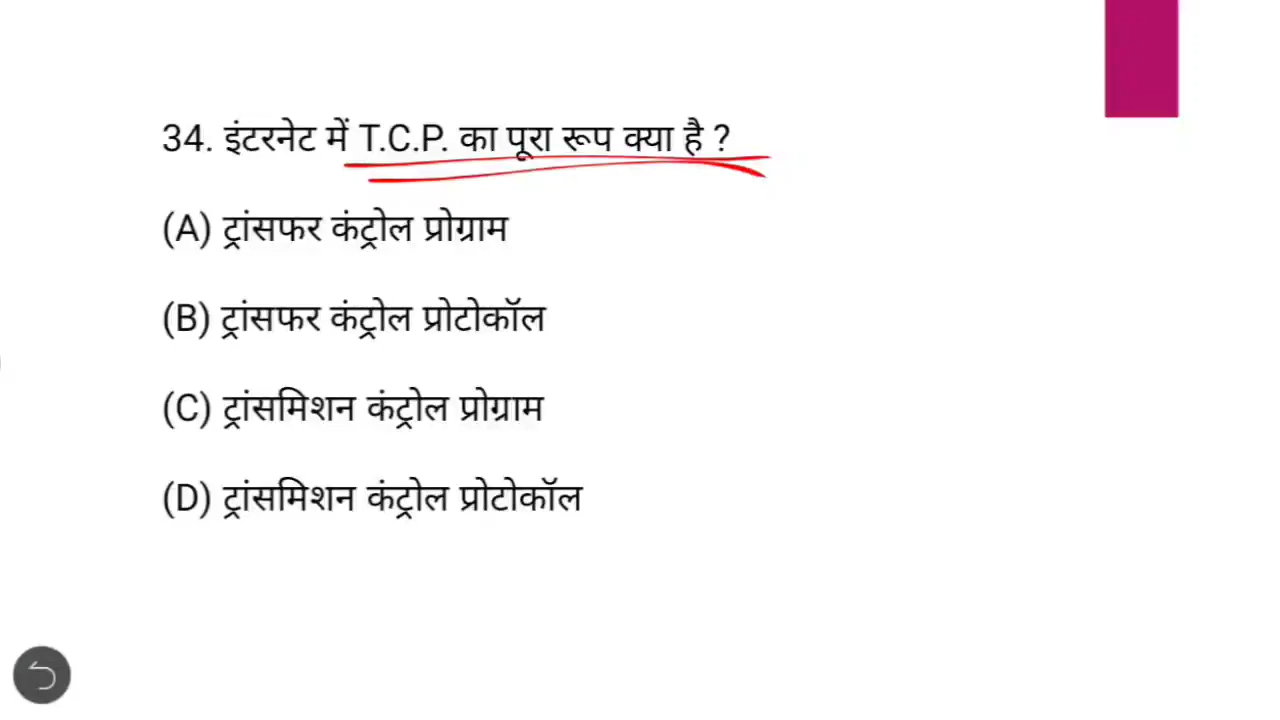 34. इंटरनेट में T.C.P. का पूरा रूप क्या है ?
(A) ट्रांसफर कंट्रोल प्रोग्राम
(B) ट्रांसफर कंट्रोल प्रोटोकॉल
(C) ट्रांसमिशन कंट्रोल प्रोग्राम
(D) ट्रांसमिशन कंट्रोल प्रोटोकॉल